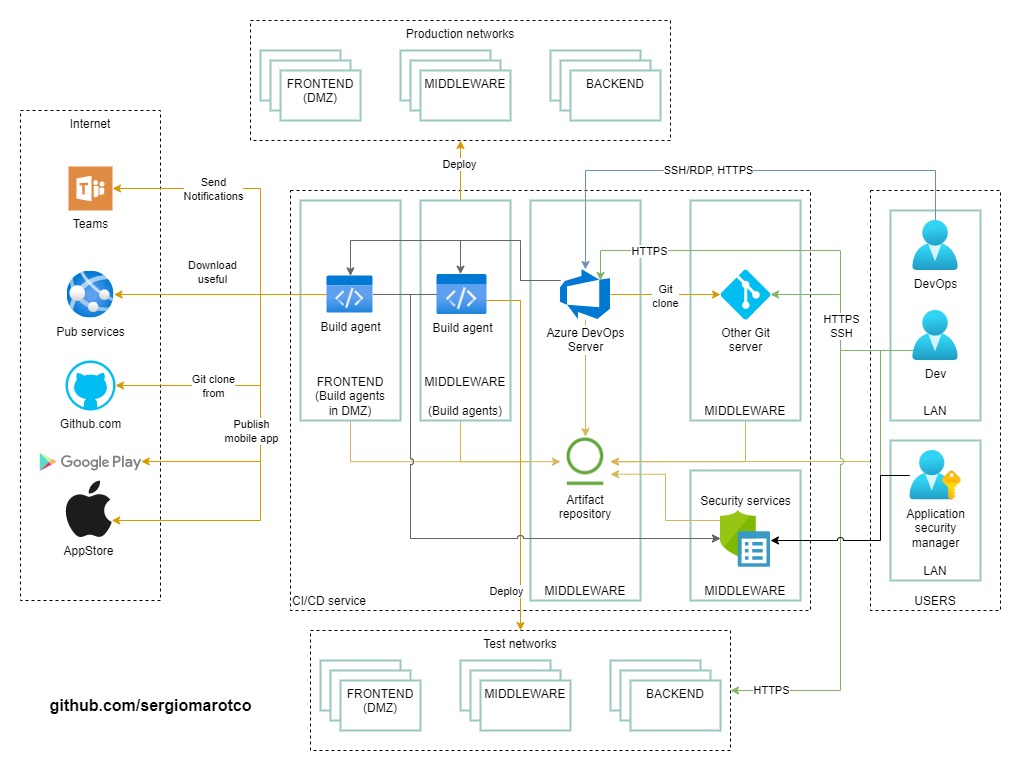 Production networks
FRONTEND
(DMZ)
MIDDLEWARE
BACKEND
Internet
Teams
Pub services
Github.com
Google Play
AppStore
Send
Notifications
Download
useful
Git clone
from
Publish
mobile app
Deploy
SSH/RDP, HTTPS
HTTPS
Build agent
Build agent
Azure DevOps
Server
Git
clone
Other Git
server
HTTPS
SSH
FRONTEND
(Build agents
in DMZ)
MIDDLEWARE
(Build agents)
MIDDLEWARE
DevOps
Dev
LAN
Artifact
repository
Security services
Application
security
manager
LAN
Deploy
MIDDLEWARE
MIDDLEWARE
CI/CD service
USERS
Test networks
FRONTEND
(DMZ)
MIDDLEWARE
BACKEND
HTTPS
github.com/sergiomarotco